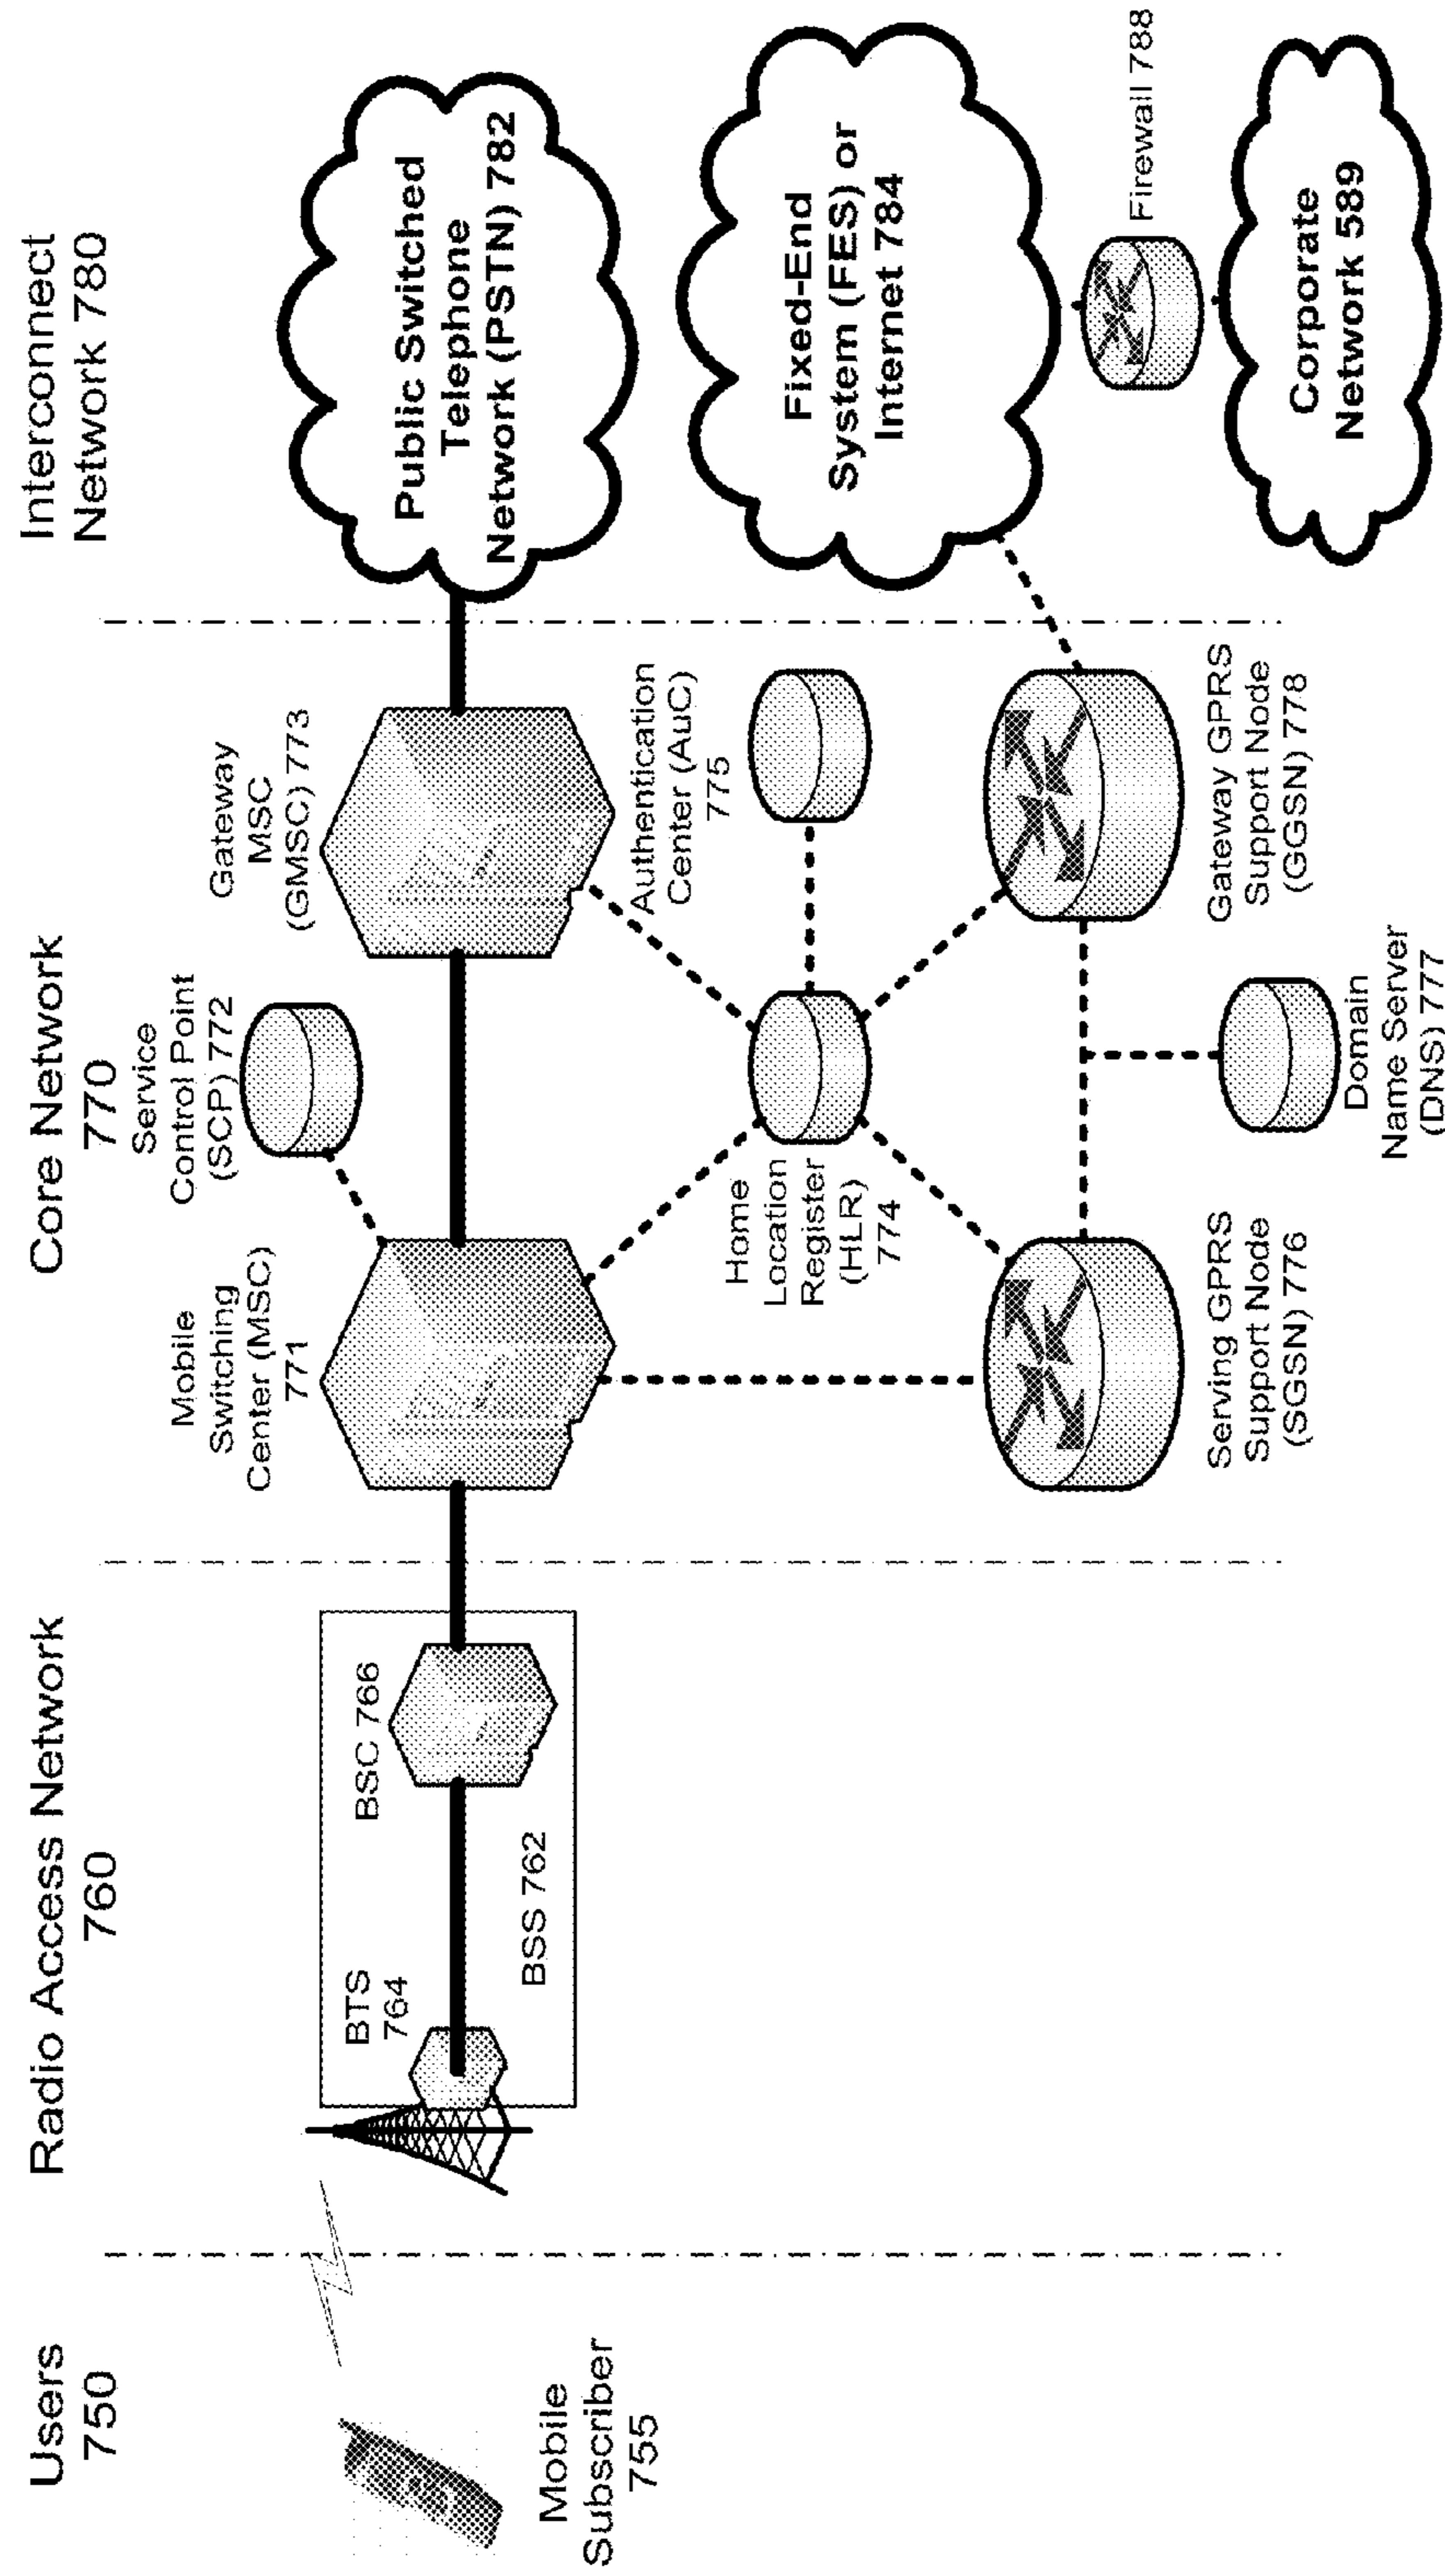 Users
750
Radio Access Network
760
Core Network
770
Interconnect
Network 780
Mobile
Subscriber
755
BTS
764
BSC 766
BSS 762
Mobile
Switching
Center (MSC)
771
Service
Control Point
(SCP) 772
Gateway
MSC
(GMSC) 773
Home
Location
Register
(HLR)
774
Authentication
Center (AuC)
775
Serving GPRS
Support Node
(SGSN) 776
Domain
Name Server
(DNS) 777
Gateway GPRS
Support Node
(GGSN) 778
Public Switched
Telephone
Network (PSTN) 782
Fixed-End
System (FES) or
Internet 784
Firewall 788
Corporate
Network 589